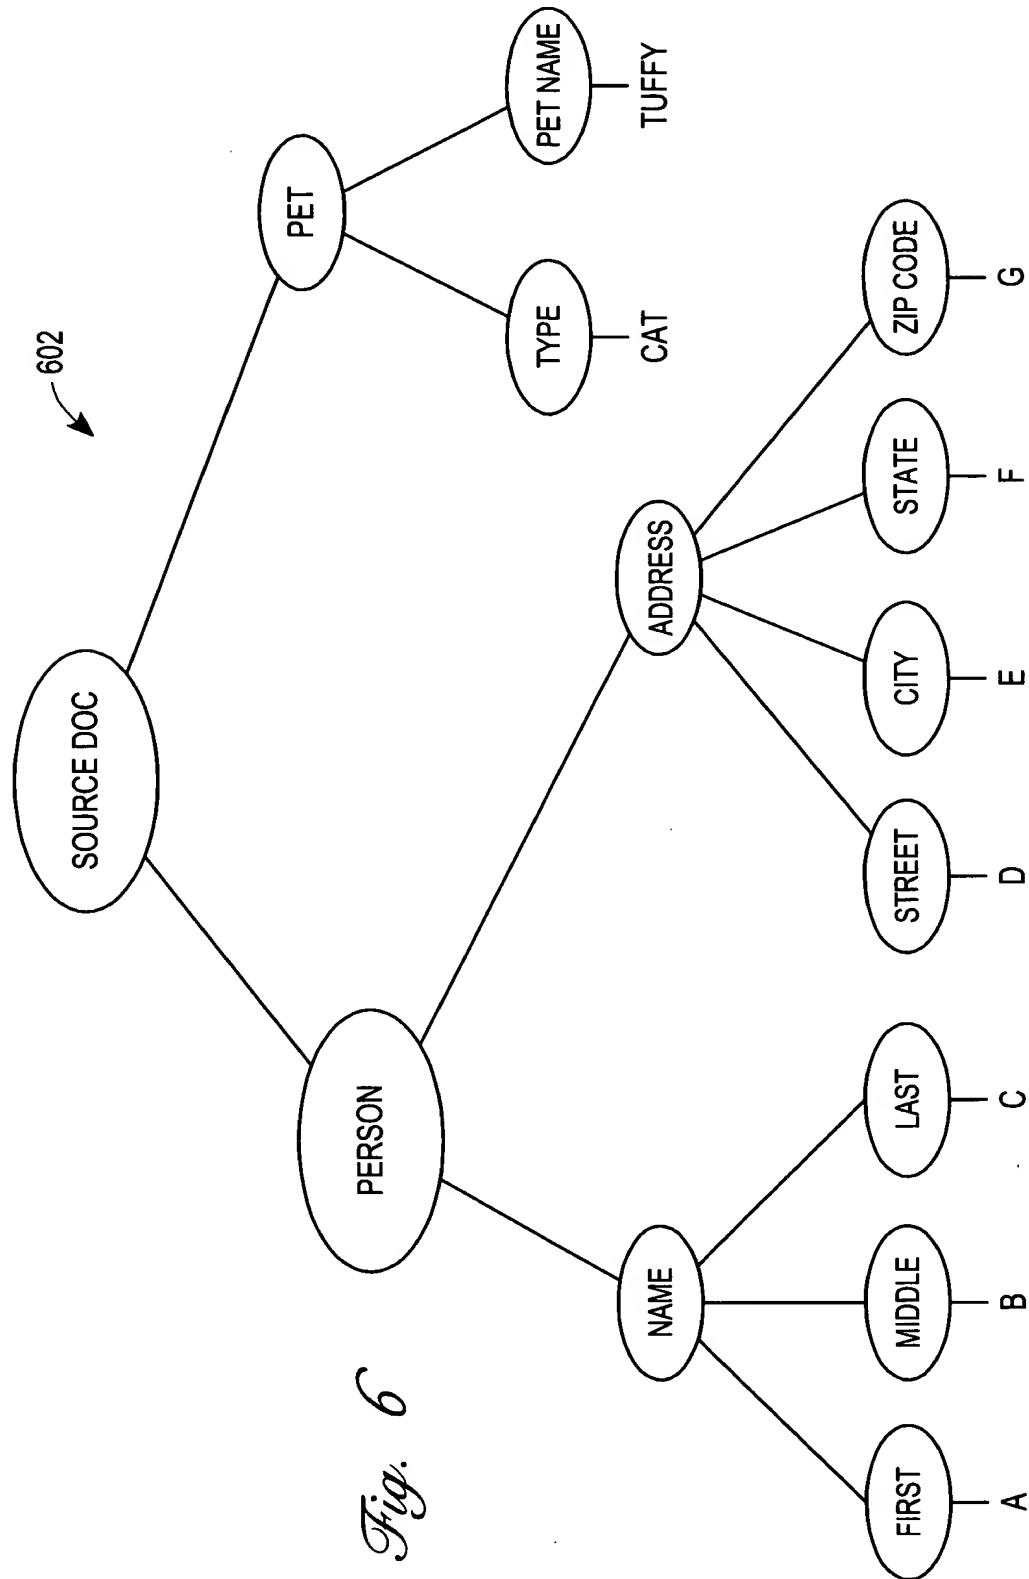 602
SOURCE DOC
PERSON
PET
NAME
ADDRESS
TYPE
PET NAME
CAT
TUFFY
FIRST
MIDDLE
LAST
STREET
CITY
STATE
ZIP CODE
A
B
C
D
E
F
G
Fig. 6